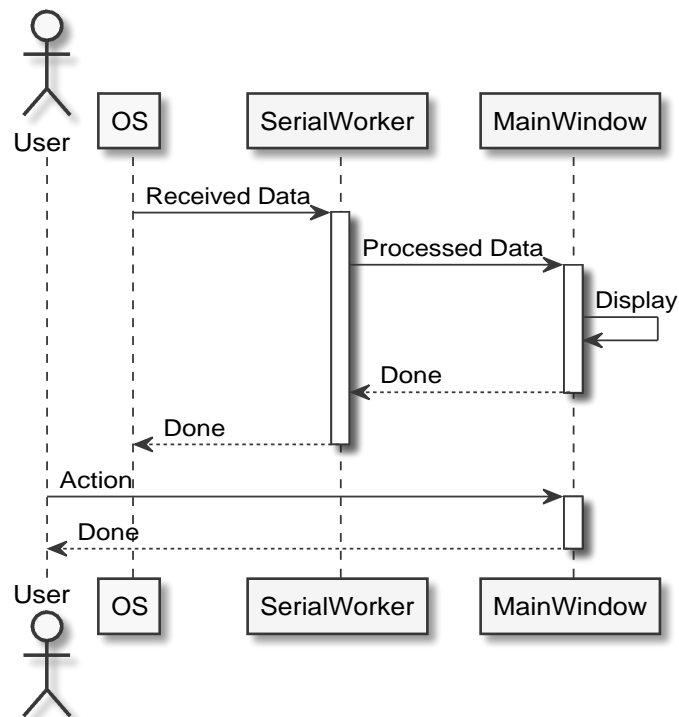 User
OS
SerialWorker
MainWindow
Received Data
Processed Data
Display
Done
Done
Action
Done
User
OS
SerialWorker
MainWindow